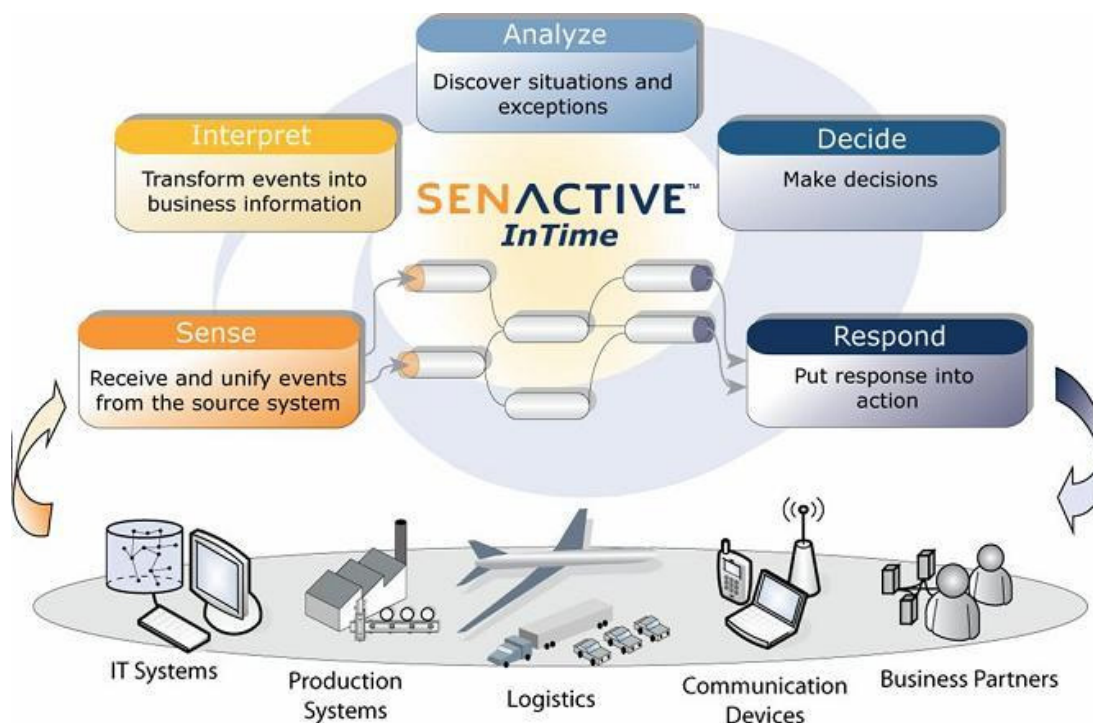 Analyze
Discover situations and
exceptions
Interpret
Transform events into
business information
Decide
Make decisions
SENACTIVE™
InTime
Sense
Receive and unify events
from the source system
Respond
Put response into
action
IT Systems
Production
Systems
Logistics
Communication
Devices
Business Partners